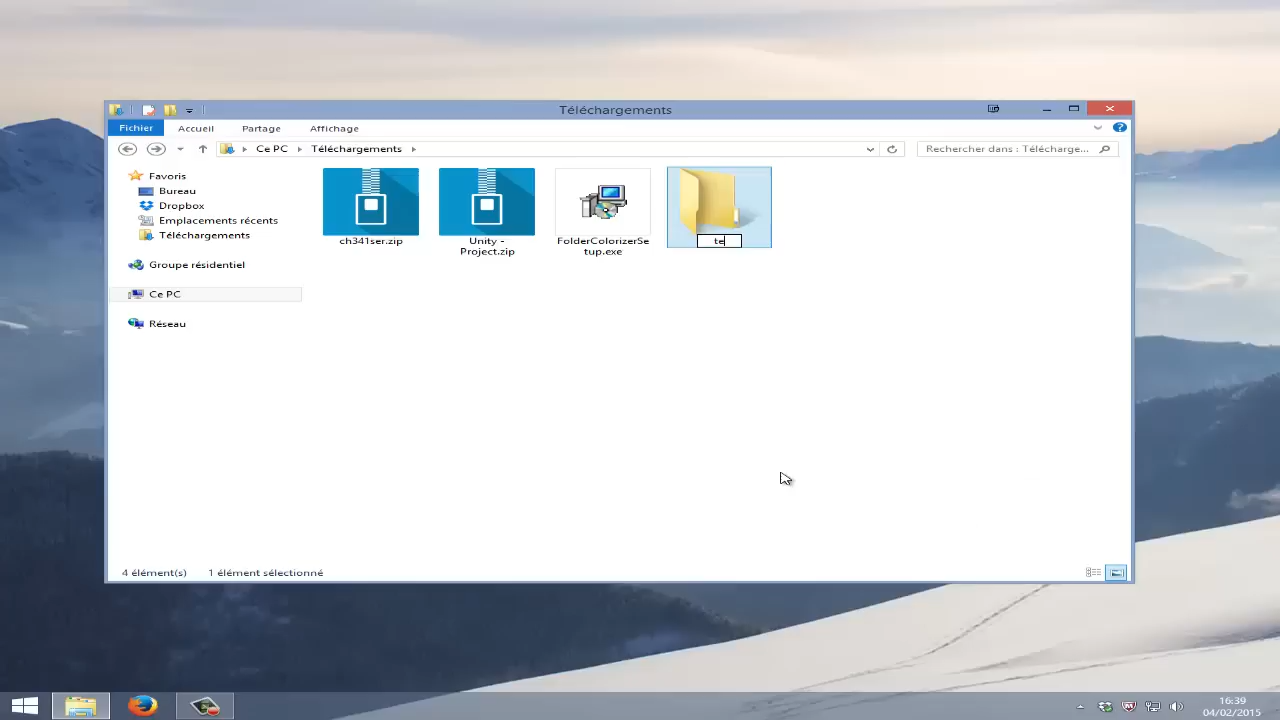 Téléchargements
Fichier
Accueil
Partage
Affichage
Ce PC
Téléchargements
Rechercher dans : Télécharge...
Favoris
Bureau
Dropbox
Emplacements récents
Téléchargements
Groupe résidentiel
Ce PC
Réseau
ch341ser.zip
Unity -
Project.zip
FolderColorizerSe
tup.exe
te
4 élément(s)
1 élément sélectionné
16:39
04/02/2015